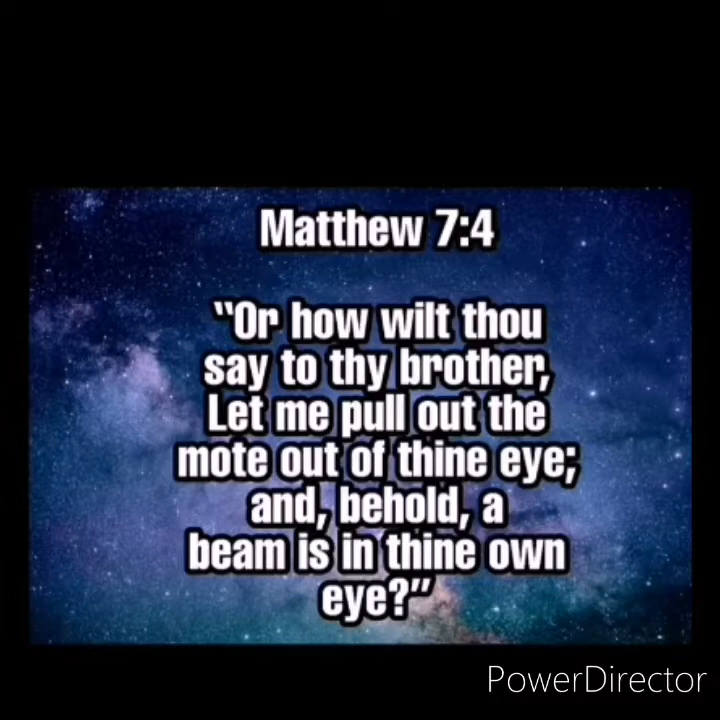 Matthew 7:4
“Or how wilt thou
say to thy brother,
Let me pull out the
mote out of thine eye;
and, behold, a
beam is in thine own
eye?”
PowerDirector